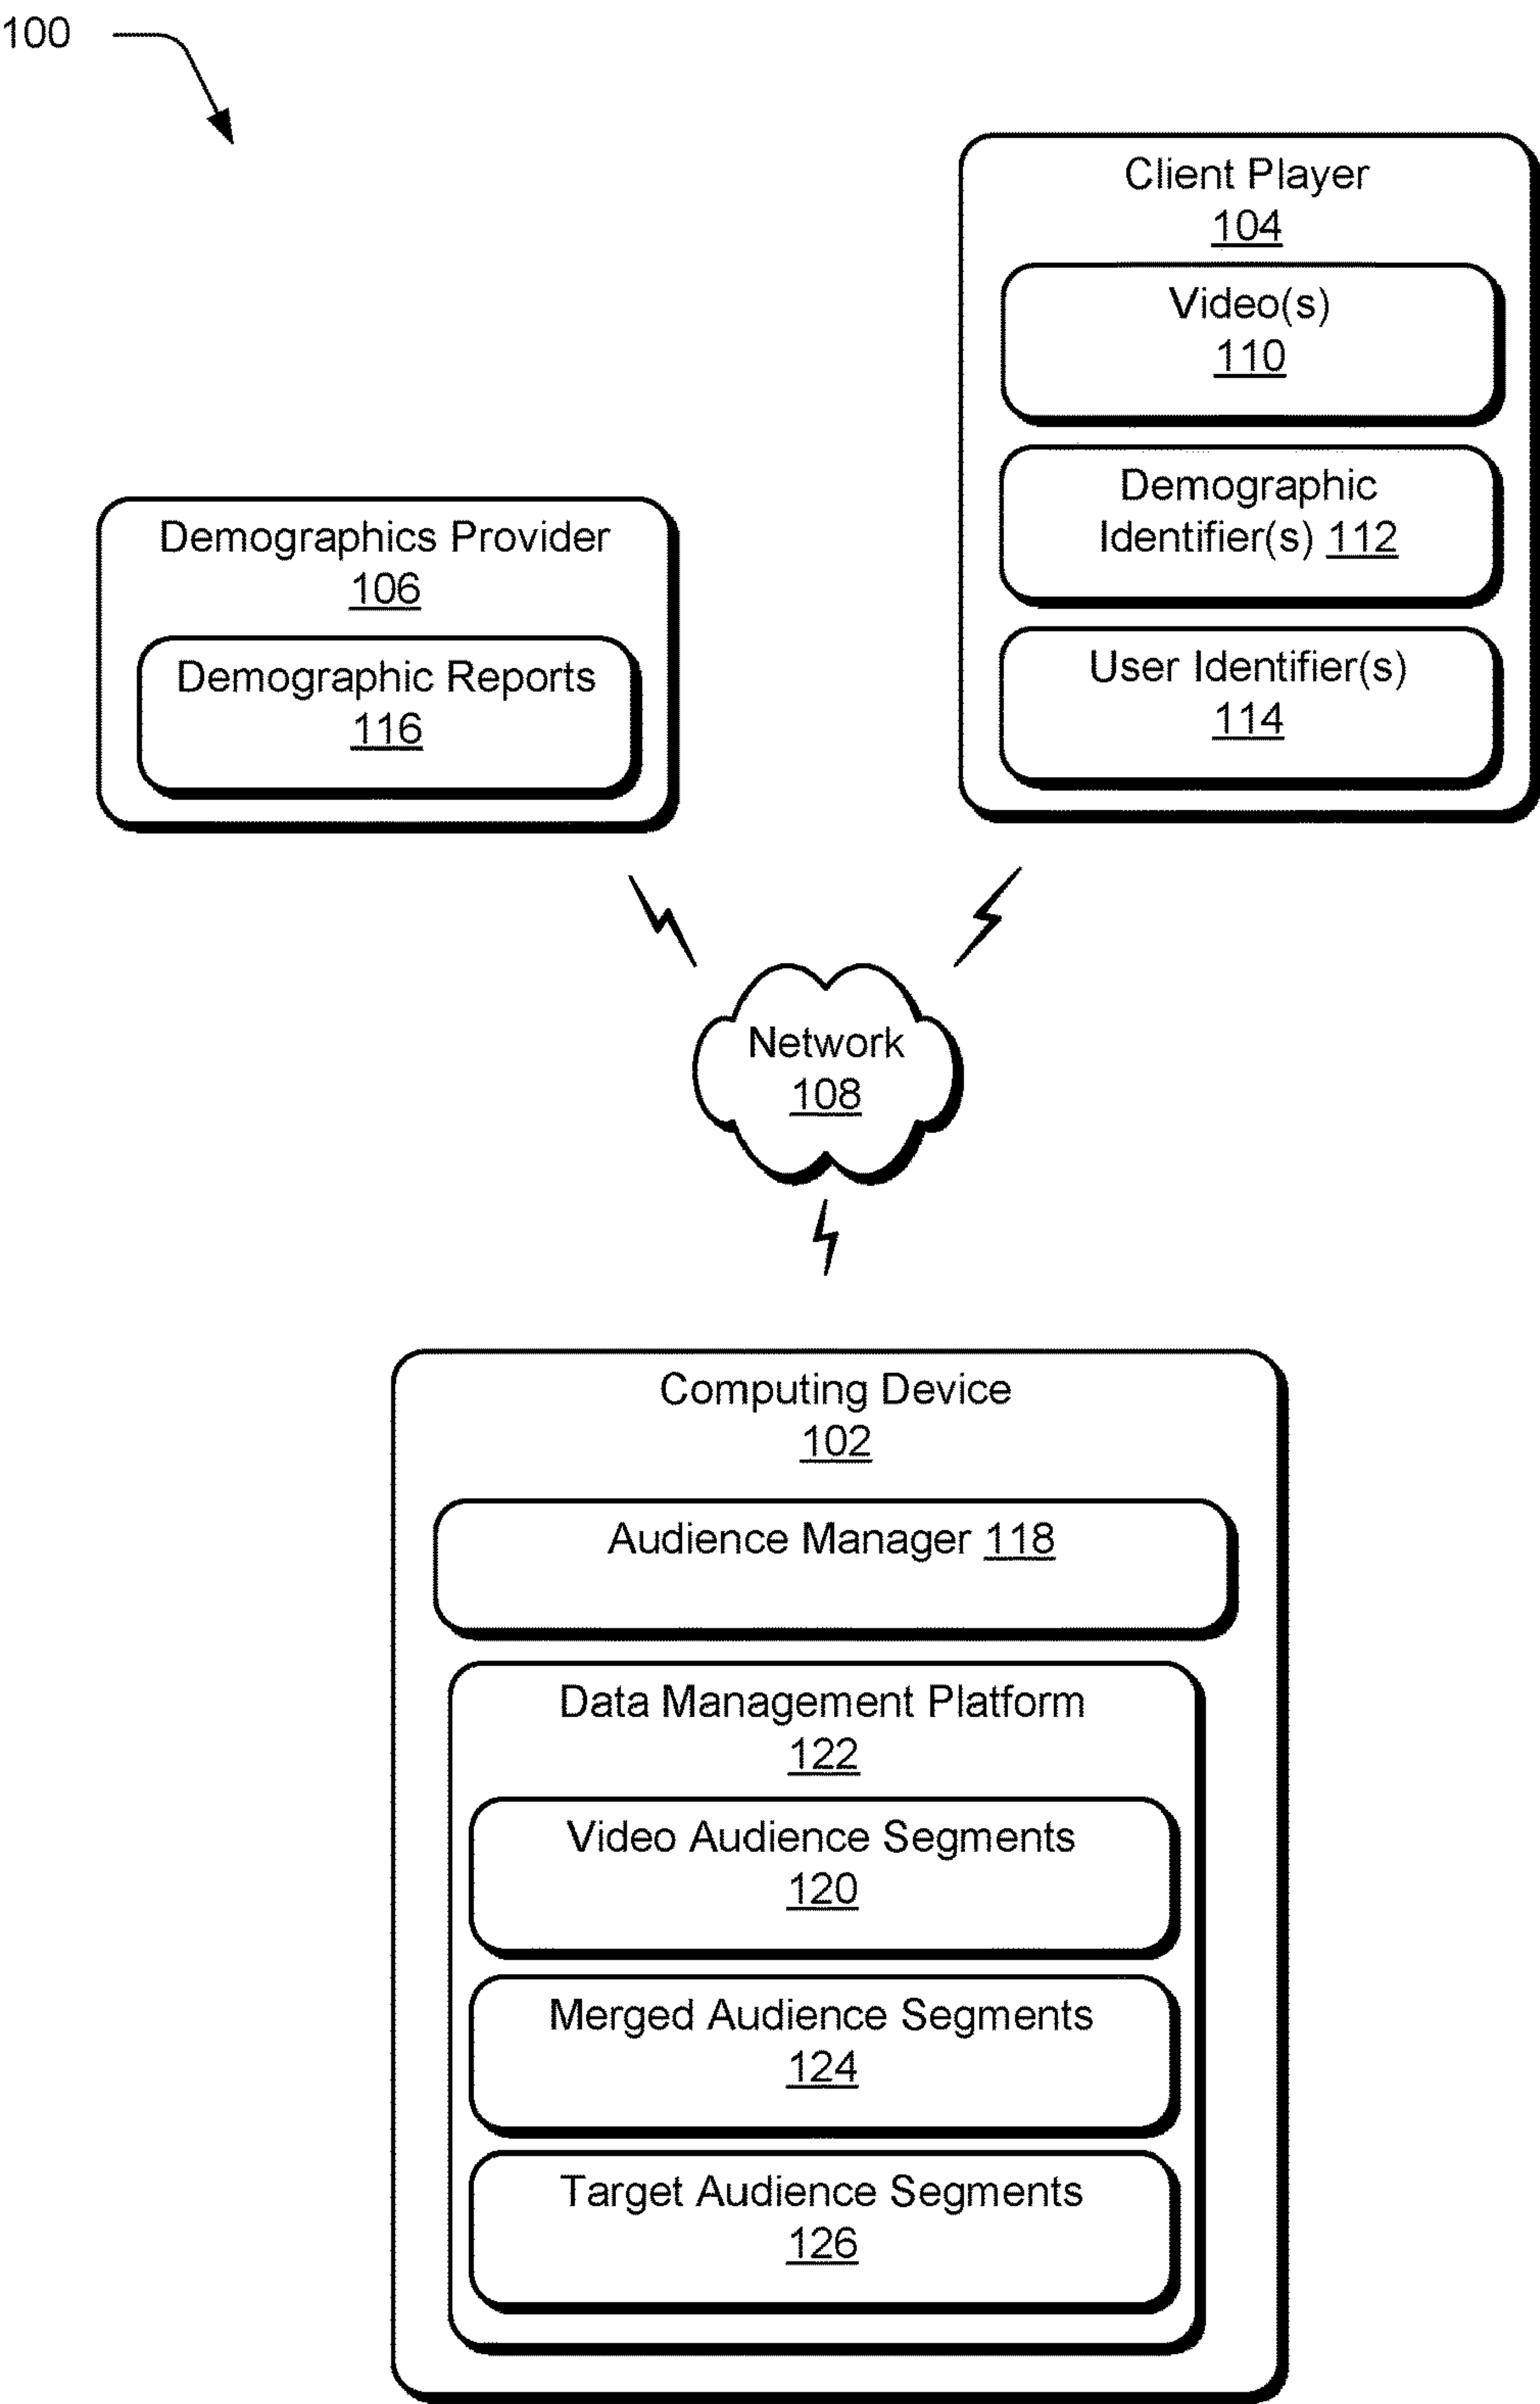 100
Client Player
104
Video(s)
110
Demographic
Identifier(s) 112
User Identifier(s)
114
Demographics Provider
106
Demographic Reports
116
Network
108
Computing Device
102
Audience Manager 118
Data Management Platform
122
Video Audience Segments
120
Merged Audience Segments
124
Target Audience Segments
126